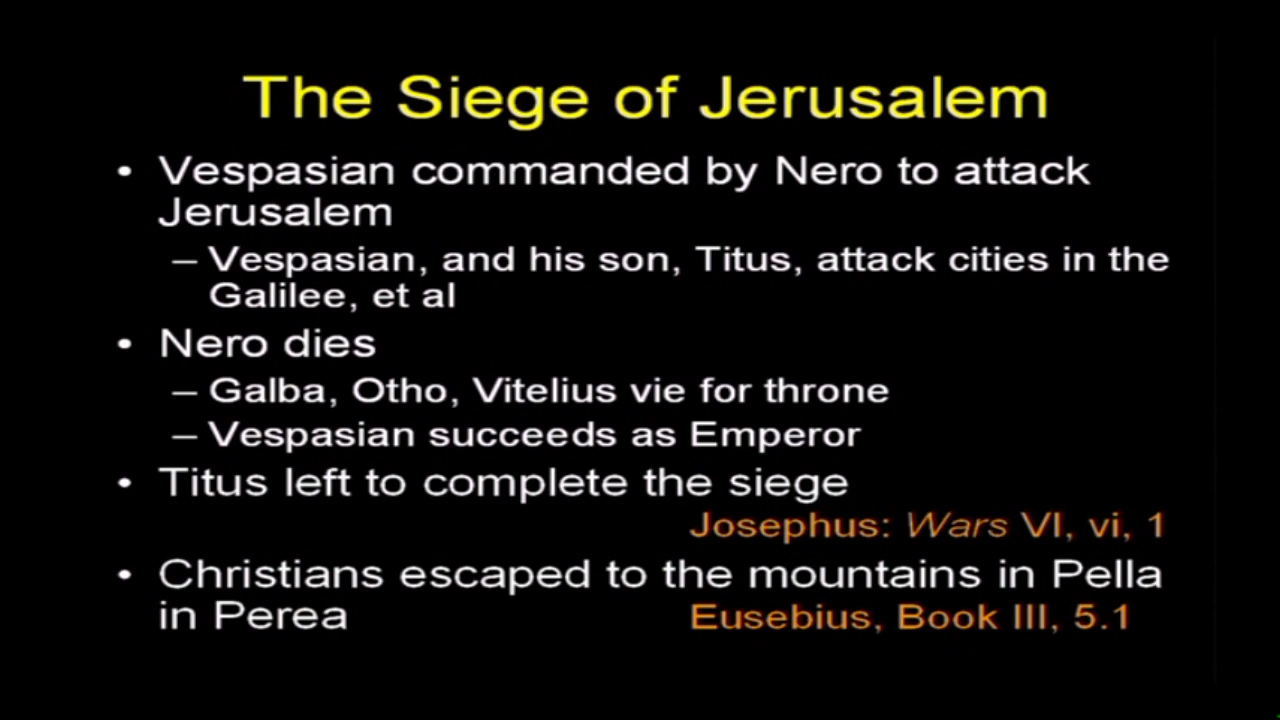 The Siege of Jerusalem
• Vespasian commanded by Nero to attack
Jerusalem
– Vespasian, and his son, Titus, attack cities in the
Galilee, et al
• Nero dies
– Galba, Otho, Vitelius vie for throne
– Vespasian succeeds as Emperor
• Titus left to complete the siege
Josephus: Wars VI, vi, 1
• Christians escaped to the mountains in Pella
in Perea Eusebius, Book III, 5.1